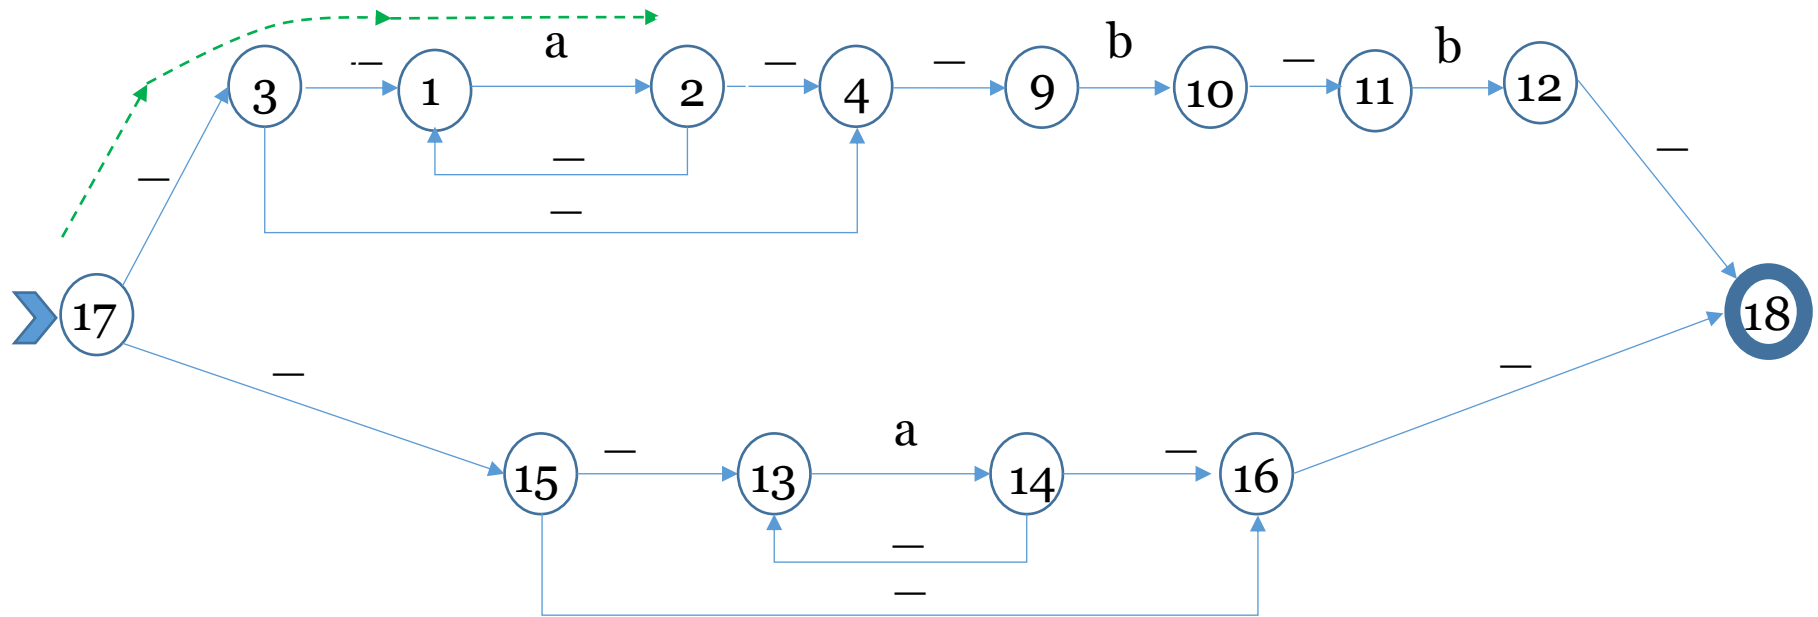 a b b
3 – 1 2 – 4 – 9 10 – 11 12
–
–
–
–
17 18
–
–
a
15 – 13 14 – 16
–
–